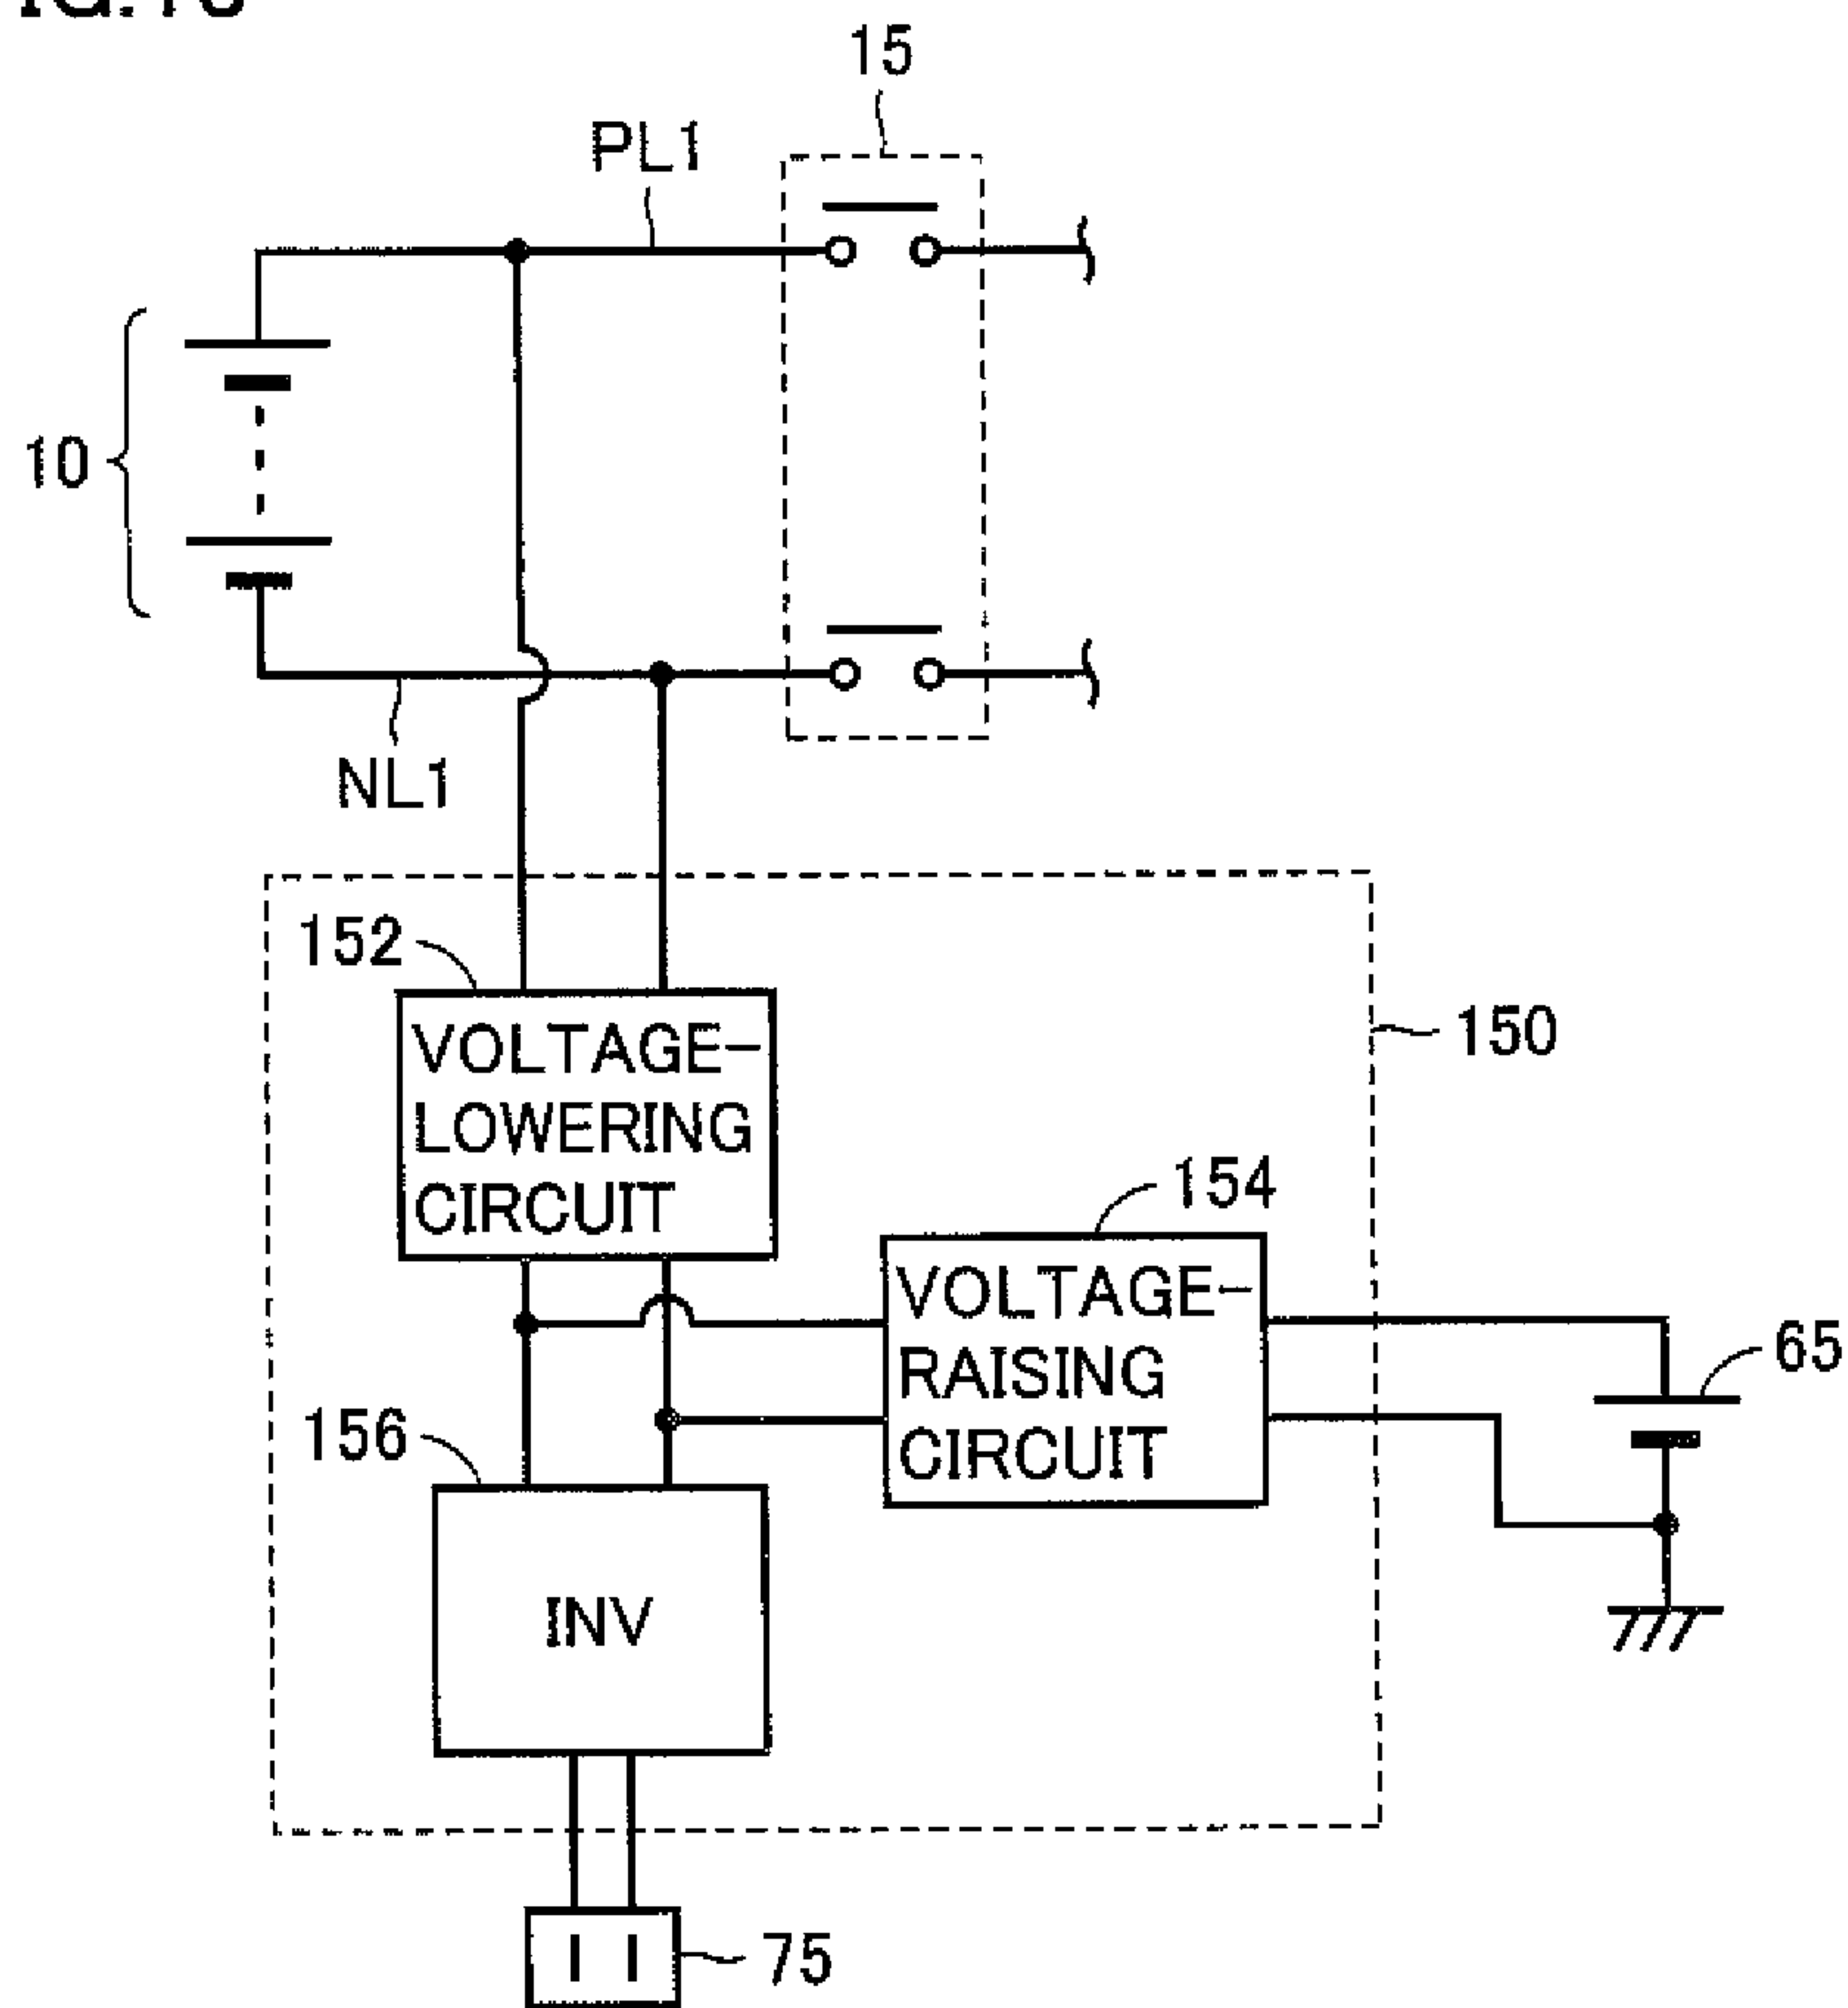 15
PL1
10
NL1
152
VOLTAGE-
LOWERING
CIRCUIT
150
154
VOLTAGE-
RAISING
CIRCUIT
65
156
INV
75